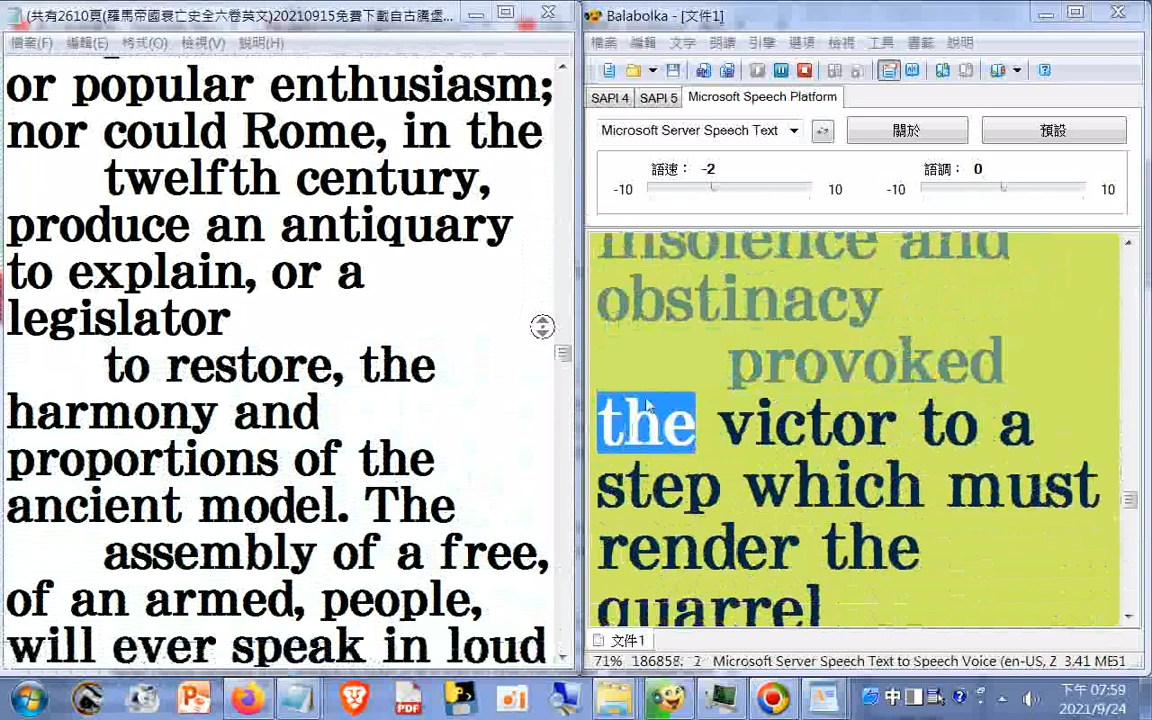 (共有2610頁(羅馬帝國衰亡史全六卷英文)20210915免費下載自古騰堡...
檔案(F) 編輯(E) 格式(O) 檢視(V) 說明(H)
or popular enthusiasm;
nor could Rome, in the
twelfth century,
produce an antiquary
to explain, or a
legislator
to restore, the
harmony and
proportions of the
ancient model. The
assembly of a free,
of an armed, people,
will ever speak in loud
Balabolka - [文件1]
檔案 編輯 文字 朗讀 引擎 選項 檢視 工具 書籤 說明
SAPI 4 SAPI 5 Microsoft Speech Platform
Microsoft Server Speech Text 關於 預設
語速： -2 語調： 0
-10 10 -10 10
insolence and
obstinacy
provoked
the victor to a
step which must
render the
quarrel
文件1
71% 186858: 2 Microsoft Server Speech Text to Speech Voice (en-US, Z 3.41 ME51
PDF
中
下午 07:59
2021/9/24